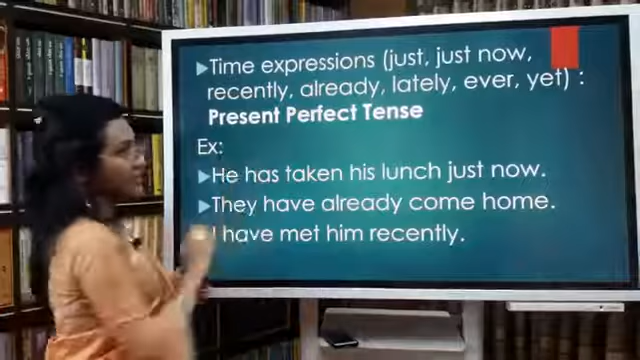 Time expressions (just, just now,
recently, already, lately, ever, yet) :
Present Perfect Tense
Ex:
He has taken his lunch just now.
They have already come home.
I have met him recently.